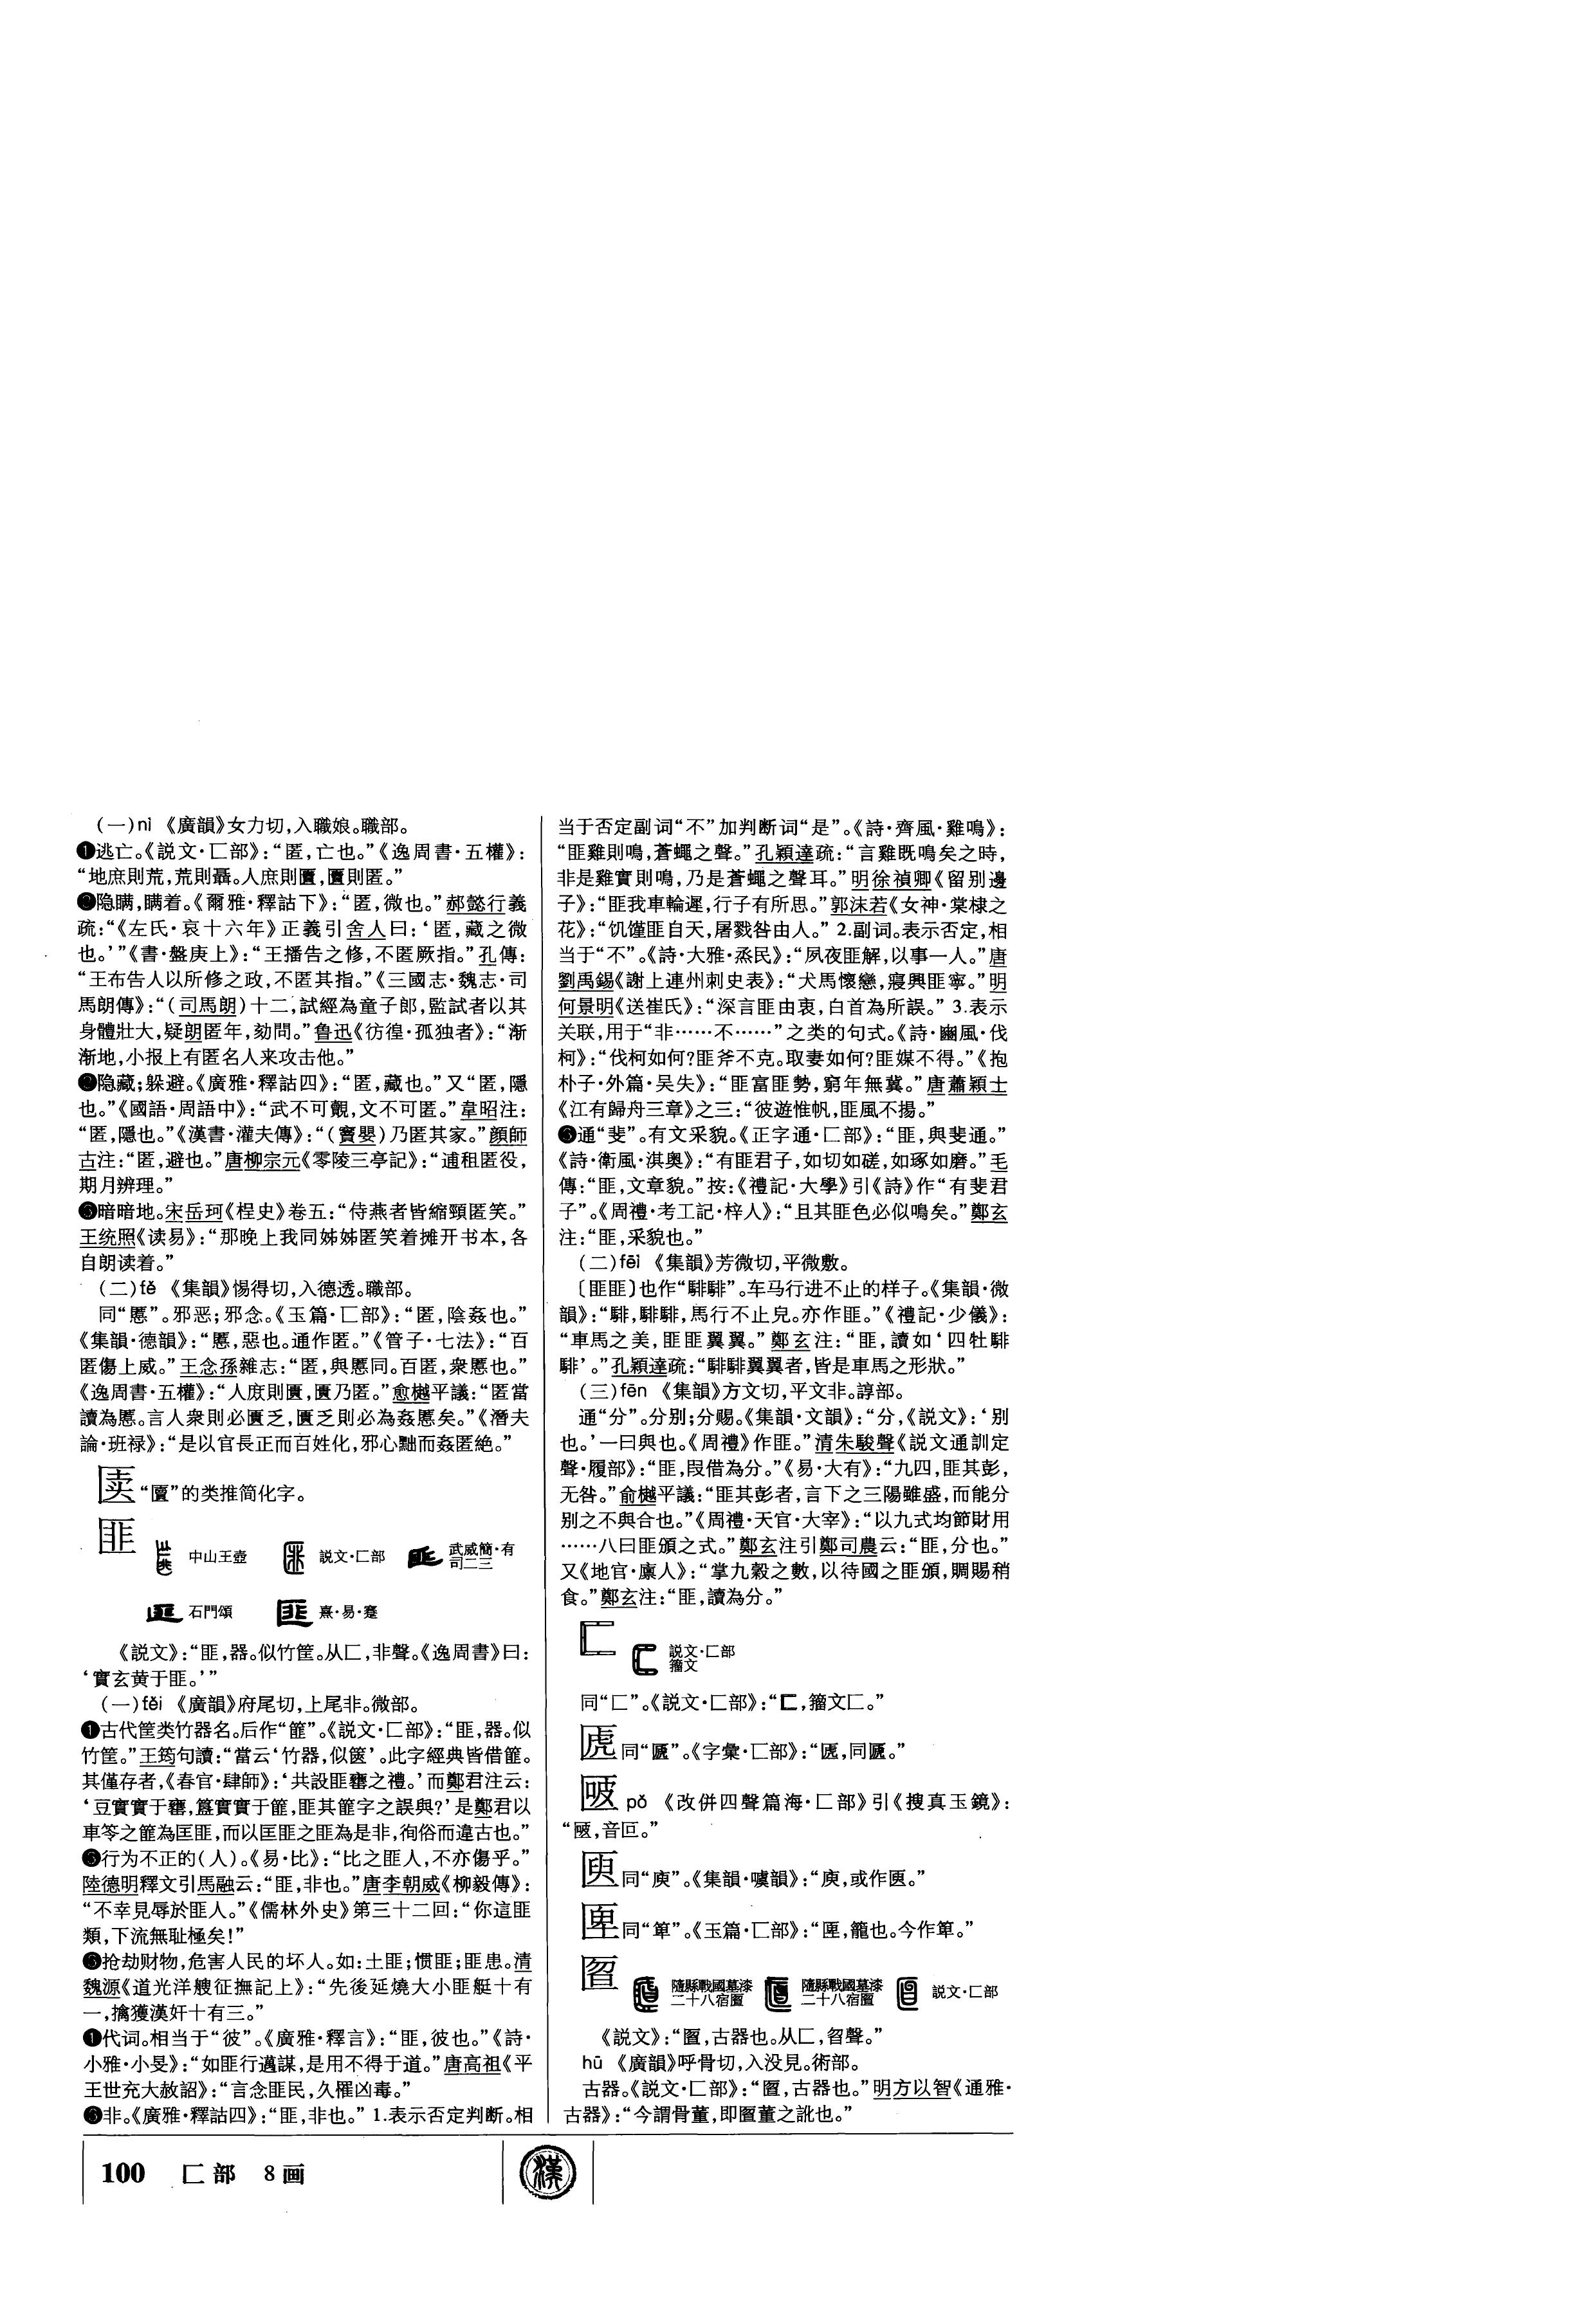 (一)nì 《廣韻》女力切,入職娘。職部。
❶逃亡。《説文·匸部》:“匿,亡也。”《逸周書·五權》:
“地庶則荒,荒則聶。人庶則匱,匱則匿。”
隐瞒,瞒着。《爾雅·釋詁下》:“匿,微也。”郝懿行義
疏:“《左氏·哀十六年》正義引舍人曰:‘匿,藏之微
也。’”《書·盤庚上》:“王播告之修,不匿厥指。”孔傳:
“王布告人以所修之政,不匿其指。”《三國志·魏志·司
馬朗傳》:“(司馬朗)十二,試經為童子郎,監試者以其
身體壯大,疑朗匿年,劾問。”鲁迅《彷徨·孤独者》:“渐
渐地,小报上有匿名人来攻击他。”
隐藏;躲避。《廣雅·釋詁四》:“匿,藏也。”又“匿,隱
也。”《國語·周語中》:“武不可覿,文不可匿。”韋昭注:
“匿,隱也。”《漢書·灌夫傳》:“(竇嬰)乃匿其家。”顔師
古注:“匿,避也。”唐柳宗元《零陵三亭記》:“逋租匿役,
期月辨理。”
暗暗地。宋岳珂《桯史》卷五:“侍燕者皆縮頸匿笑。”
王统照《读易》:“那晚上我同姊姊匿笑着摊开书本,各
自朗读着。”
(二)tè 《集韻》惕得切,入德透。職部。
同“慝”。邪恶;邪念。《玉篇·匸部》:“匿,陰姦也。”
《集韻·德韻》:“慝,惡也。通作匿。”《管子·七法》:“百
匿傷上威。”王念孫雜志:“匿,與慝同。百匿,衆慝也。”
《逸周書·五權》:“人庶則匱,匱乃匿。”愈樾平議:“匿當
讀為慝。言人衆則必匱乏,匱乏則必為姦慝矣。”《潛夫
論·班禄》:“是以官長正而百姓化,邪心黜而姦匿絶。”
“匵”的类推简化字。
匪 中山王壺 説文·匚部 武威簡·有司二三
石門頌 熹·易·蹇
《説文》:“匪,器。似竹筐。从匚,非聲。《逸周書》曰:
‘實玄黄于匪。’”
(一)fěi 《廣韻》府尾切,上尾非。微部。
❶古代筐类竹器名。后作“篚”。《説文·匚部》:“匪,器。似
竹筐。”王筠句讀:“當云‘竹器,似篋’。此字經典皆借篚。
其僅存者,《春官·肆師》:‘共設匪罋之禮。’而鄭君注云:
‘豆實實于罋,簋實實于篚,匪其篚字之誤與?’是鄭君以
車笭之篚為匡匪,而以匡匪之匪為是非,徇俗而違古也。”
行为不正的(人)。《易·比》:“比之匪人,不亦傷乎。”
陸德明釋文引馬融云:“匪,非也。”唐李朝威《柳毅傳》:
“不幸見辱於匪人。”《儒林外史》第三十二回:“你這匪
類,下流無耻極矣!”
抢劫财物,危害人民的坏人。如:土匪;惯匪;匪患。清
魏源《道光洋艘征撫記上》:“先後延燒大小匪艇十有
一,擒獲漢奸十有三。”
代词。相当于“彼”。《廣雅·釋言》:“匪,彼也。”《詩·
小雅·小旻》:“如匪行邁謀,是用不得于道。”唐高祖《平
王世充大赦詔》:“言念匪民,久罹凶毒。”
非。《廣雅·釋詁四》:“匪,非也。” 1.表示否定判断。相
当于否定副词“不”加判断词“是”。《詩·齊風·雞鳴》:
“匪雞則鳴,蒼蠅之聲。”孔穎達疏:“言雞既鳴矣之時,
非是雞實則鳴,乃是蒼蠅之聲耳。”明徐禎卿《留别邊
子》:“匪我車輪遲,行子有所思。”郭沫若《女神·棠棣之
花》:“饥馑匪自天,屠戮咎由人。” 2.副词。表示否定,相
当于“不”。《詩·大雅·烝民》:“夙夜匪解,以事一人。”唐
劉禹錫《謝上連州刺史表》:“犬馬懷戀,寢興匪寧。”明
何景明《送崔氏》:“深言匪由衷,白首為所誤。” 3.表示
关联,用于“非……不……”之类的句式。《詩·豳風·伐
柯》:“伐柯如何?匪斧不克。取妻如何?匪媒不得。”《抱
朴子·外篇·吴失》:“匪富匪勢,窮年無冀。”唐蕭穎士
《江有歸舟三章》之三:“彼遊惟帆,匪風不揚。”
通“斐”。有文采貌。《正字通·匚部》:“匪,與斐通。”
《詩·衛風·淇奥》:“有匪君子,如切如磋,如琢如磨。”毛
傳:“匪,文章貌。”按:《禮記·大學》引《詩》作“有斐君
子”。《周禮·考工記·梓人》:“且其匪色必似鳴矣。”鄭玄
注:“匪,采貌也。”
(二)fēi 《集韻》芳微切,平微敷。
〔匪匪〕也作“騑騑”。车马行进不止的样子。《集韻·微
韻》:“騑,騑騑,馬行不止皃。亦作匪。”《禮記·少儀》:
“車馬之美,匪匪翼翼。”鄭玄注:“匪,讀如‘四牡騑
騑’。”孔穎達疏:“騑騑翼翼者,皆是車馬之形狀。”
(三)fēn 《集韻》方文切,平文非。諄部。
通“分”。分别;分赐。《集韻·文韻》:“分,《説文》:‘别
也。’一曰與也。《周禮》作匪。”清朱駿聲《説文通訓定
聲·履部》:“匪,叚借為分。”《易·大有》:“九四,匪其彭,
无咎。”俞樾平議:“匪其彭者,言下之三陽雖盛,而能分
别之不與合也。”《周禮·天官·大宰》:“以九式均節財用
……八曰匪頒之式。”鄭玄注引鄭司農云:“匪,分也。”
又《地官·廪人》:“掌九穀之數,以待國之匪頒,賙賜稍
食。”鄭玄注:“匪,讀為分。”
説文·匚部 籀文
同“匚”。《説文·匚部》:“𠥓,籀文匚。”
同“匾”。《字彙·匚部》:“
pǒ 《改併四聲篇海·匚部》引《搜真玉鏡》:
“,音叵。”
匬 同“㔱”。《集韻·噳韻》:“
同“箄”。《玉篇·匚部》:“匣,籠也。今作箄。”
匫 隨縣戰國墓漆二十八宿匫 隨縣戰國墓漆二十八宿匫 説文·匚部
《説文》:“匫,古器也。从匚,曶聲。”
hū 《廣韻》呼骨切,入没見。術部。
古器。《説文·匚部》:“匫,古器也。”明方以智《通雅·
古器》:“今謂骨董,即匫董之訛也。”
100 匚部 8画
漢